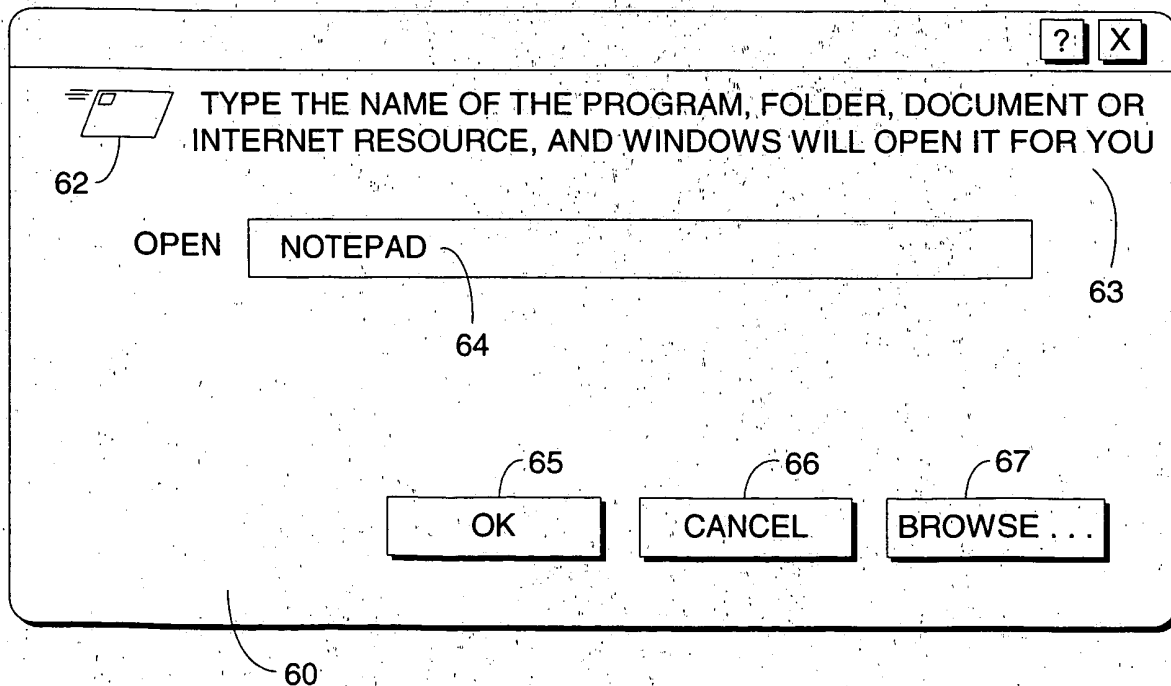 ? X
TYPE THE NAME OF THE PROGRAM, FOLDER, DOCUMENT OR
INTERNET RESOURCE, AND WINDOWS WILL OPEN IT FOR YOU
62
OPEN NOTEPAD
63
64
65 66 67
OK CANCEL BROWSE . . .
60